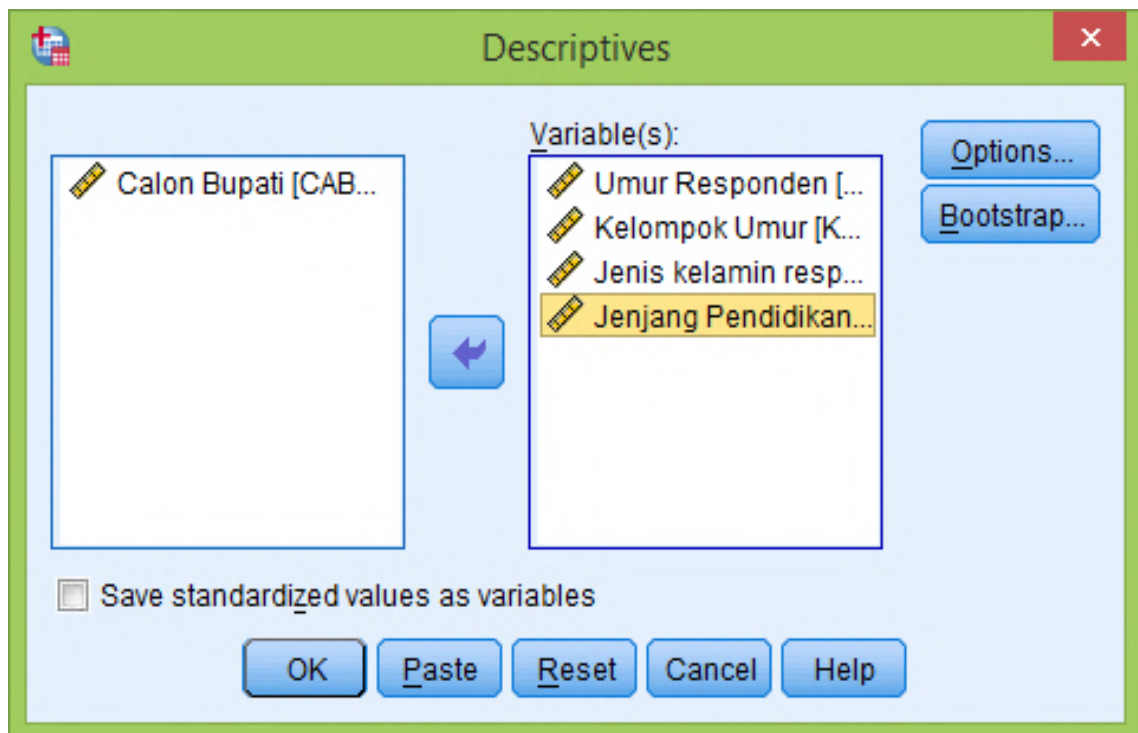 Descriptives
Variable(s):
Calon Bupati [CAB...
Umur Responden [...
Kelompok Umur [K...
Jenis kelamin resp...
Jenjang Pendidikan...
Options...
Bootstrap...
Save standardized values as variables
OK Paste Reset Cancel Help